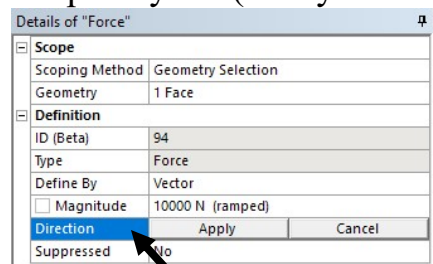 Details of "Force"
Scope
Scoping Method Geometry Selection
Geometry 1 Face
Definition
ID (Beta) 94
Type Force
Define By Vector
Magnitude 10000 N (ramped)
Direction Apply Cancel
Suppressed No